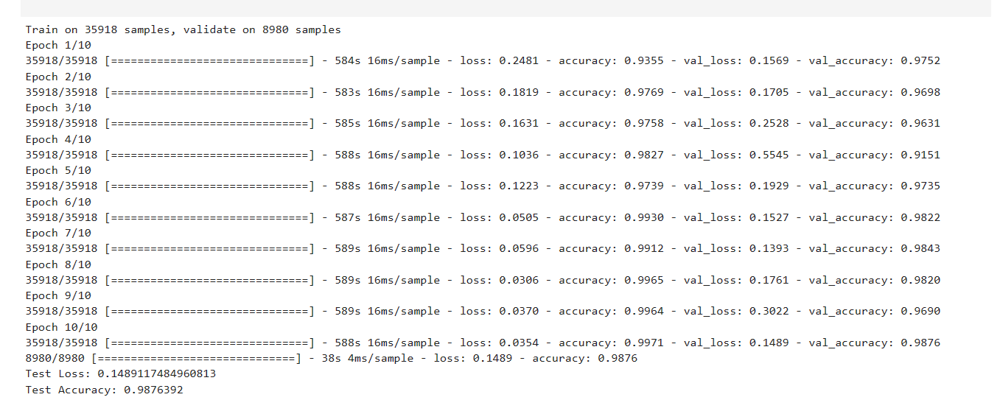 Train on 35918 samples, validate on 8980 samples
Epoch 1/10
35918/35918 [==============================] - 584s 16ms/sample - loss: 0.2481 - accuracy: 0.9355 - val_loss: 0.1569 - val_accuracy: 0.9752
Epoch 2/10
35918/35918 [==============================] - 583s 16ms/sample - loss: 0.1819 - accuracy: 0.9769 - val_loss: 0.1705 - val_accuracy: 0.9698
Epoch 3/10
35918/35918 [==============================] - 585s 16ms/sample - loss: 0.1631 - accuracy: 0.9758 - val_loss: 0.2528 - val_accuracy: 0.9631
Epoch 4/10
35918/35918 [==============================] - 588s 16ms/sample - loss: 0.1036 - accuracy: 0.9827 - val_loss: 0.5545 - val_accuracy: 0.9151
Epoch 5/10
35918/35918 [==============================] - 588s 16ms/sample - loss: 0.1223 - accuracy: 0.9739 - val_loss: 0.1929 - val_accuracy: 0.9735
Epoch 6/10
35918/35918 [==============================] - 587s 16ms/sample - loss: 0.0505 - accuracy: 0.9930 - val_loss: 0.1527 - val_accuracy: 0.9822
Epoch 7/10
35918/35918 [==============================] - 589s 16ms/sample - loss: 0.0596 - accuracy: 0.9912 - val_loss: 0.1393 - val_accuracy: 0.9843
Epoch 8/10
35918/35918 [==============================] - 589s 16ms/sample - loss: 0.0306 - accuracy: 0.9965 - val_loss: 0.1761 - val_accuracy: 0.9820
Epoch 9/10
35918/35918 [==============================] - 589s 16ms/sample - loss: 0.0370 - accuracy: 0.9964 - val_loss: 0.3022 - val_accuracy: 0.9690
Epoch 10/10
35918/35918 [==============================] - 588s 16ms/sample - loss: 0.0354 - accuracy: 0.9971 - val_loss: 0.1489 - val_accuracy: 0.9876
8980/8980 [==============================] - 38s 4ms/sample - loss: 0.1489 - accuracy: 0.9876
Test Loss: 0.1489117484960813
Test Accuracy: 0.9876392